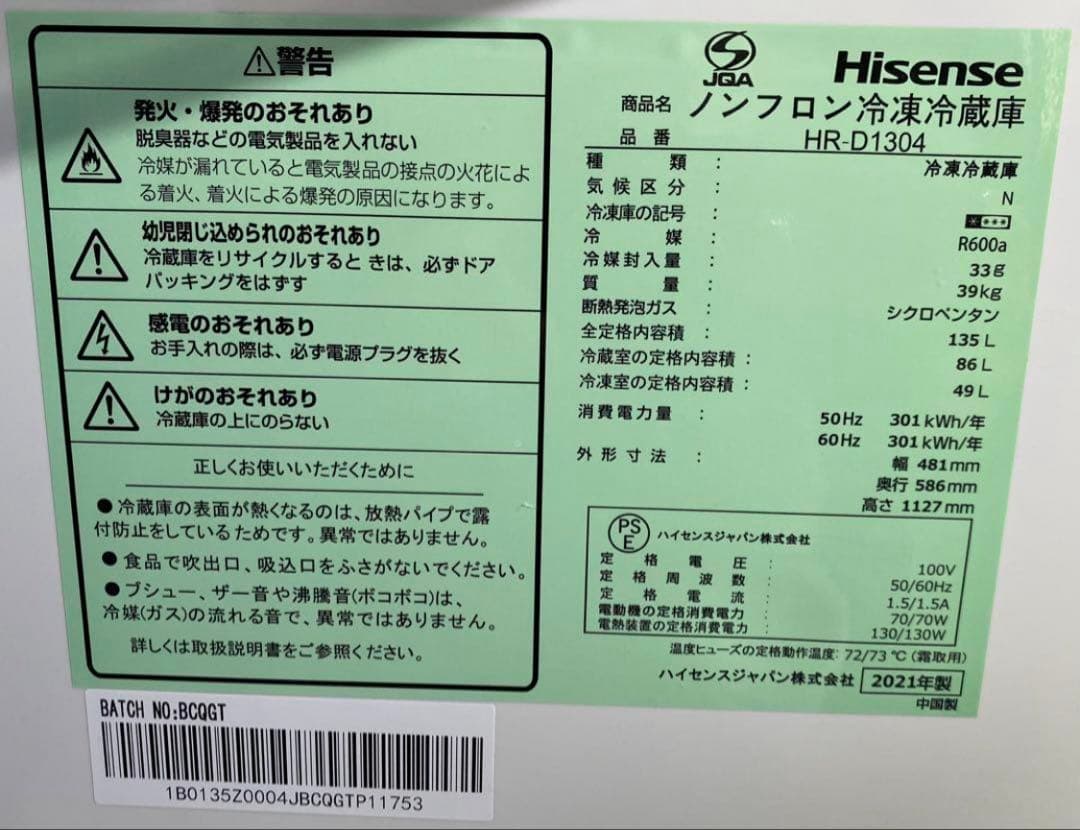 ⚠警告
発火・爆発のおそれあり
脱臭器などの電気製品を入れない
冷媒が漏れていると電気製品の接点の火花によ
る着火、着火による爆発の原因になります。
幼児閉じ込められのおそれあり
冷蔵庫をリサイクルするとき は、必ずドア
パッキングをはずす
感電のおそれあり
お手入れの際は、必ず電源プラグを抜く
けがのおそれあり
冷蔵庫の上にのらない
正しくお使いいただくために
●冷蔵庫の表面が熱くなるのは、放熱パイプで露
付防止をしているためです。異常ではありません。
●食品で吹出口、吸込口をふさがないでください。
●ブシュー、ザー音や沸騰音(ボコボコ)は、
冷媒(ガス)の流れる音で、異常ではありません。
詳しくは取扱説明書をご参照ください。
JQA
Hisense
商品名 ノンフロン冷凍冷蔵庫
品番 HR-D1304
種類 : 冷凍冷蔵庫
気候区分 : N
冷凍庫の記号 : ****
冷媒 : R600a
冷媒封入量 : 33g
質量 : 39kg
断熱発泡ガス : シクロペンタン
全定格内容積 : 135 L
冷蔵室の定格内容積 : 86 L
冷凍室の定格内容積 : 49 L
消費電力量 : 50Hz 301 kWh/年
60Hz 301 kWh/年
外形寸法 : 幅 481mm
奥行 586mm
高さ 1127mm
PSE ハイセンスジャパン株式会社
定格電圧 : 100V
定格周波数 : 50/60Hz
定格電流 : 1.5/1.5A
電動機の定格消費電力 : 70/70W
電熱装置の定格消費電力 : 130/130W
温度ヒューズの定格動作温度: 72/73 ℃ (霜取用)
ハイセンスジャパン株式会社 2021年製
中国製
BATCH NO:BCQGT
1B0135Z0004JBCQGTP11753